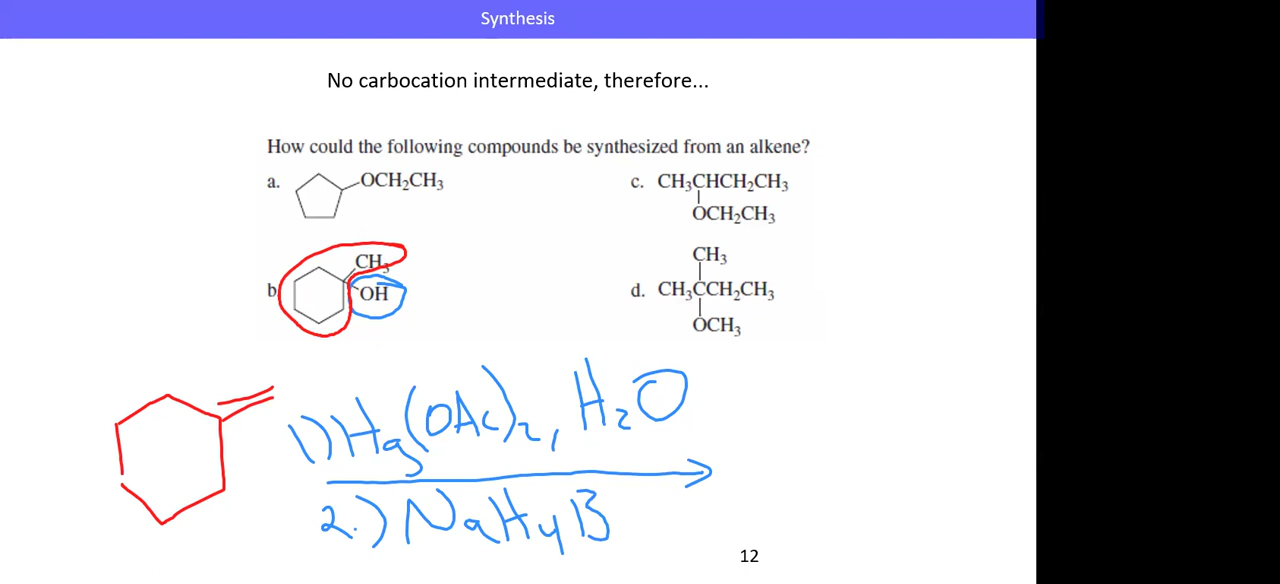 Synthesis
No carbocation intermediate, therefore...
How could the following compounds be synthesized from an alkene?
a. OCH₂CH₃
c. CH₃CHCH₂CH₃
OCH₂CH₃
b. CH₃
OH
CH₃
d. CH₃CCH₂CH₃
OCH₃
1) Hg(OAc)₂, H₂O
2.) NaH₄B
12